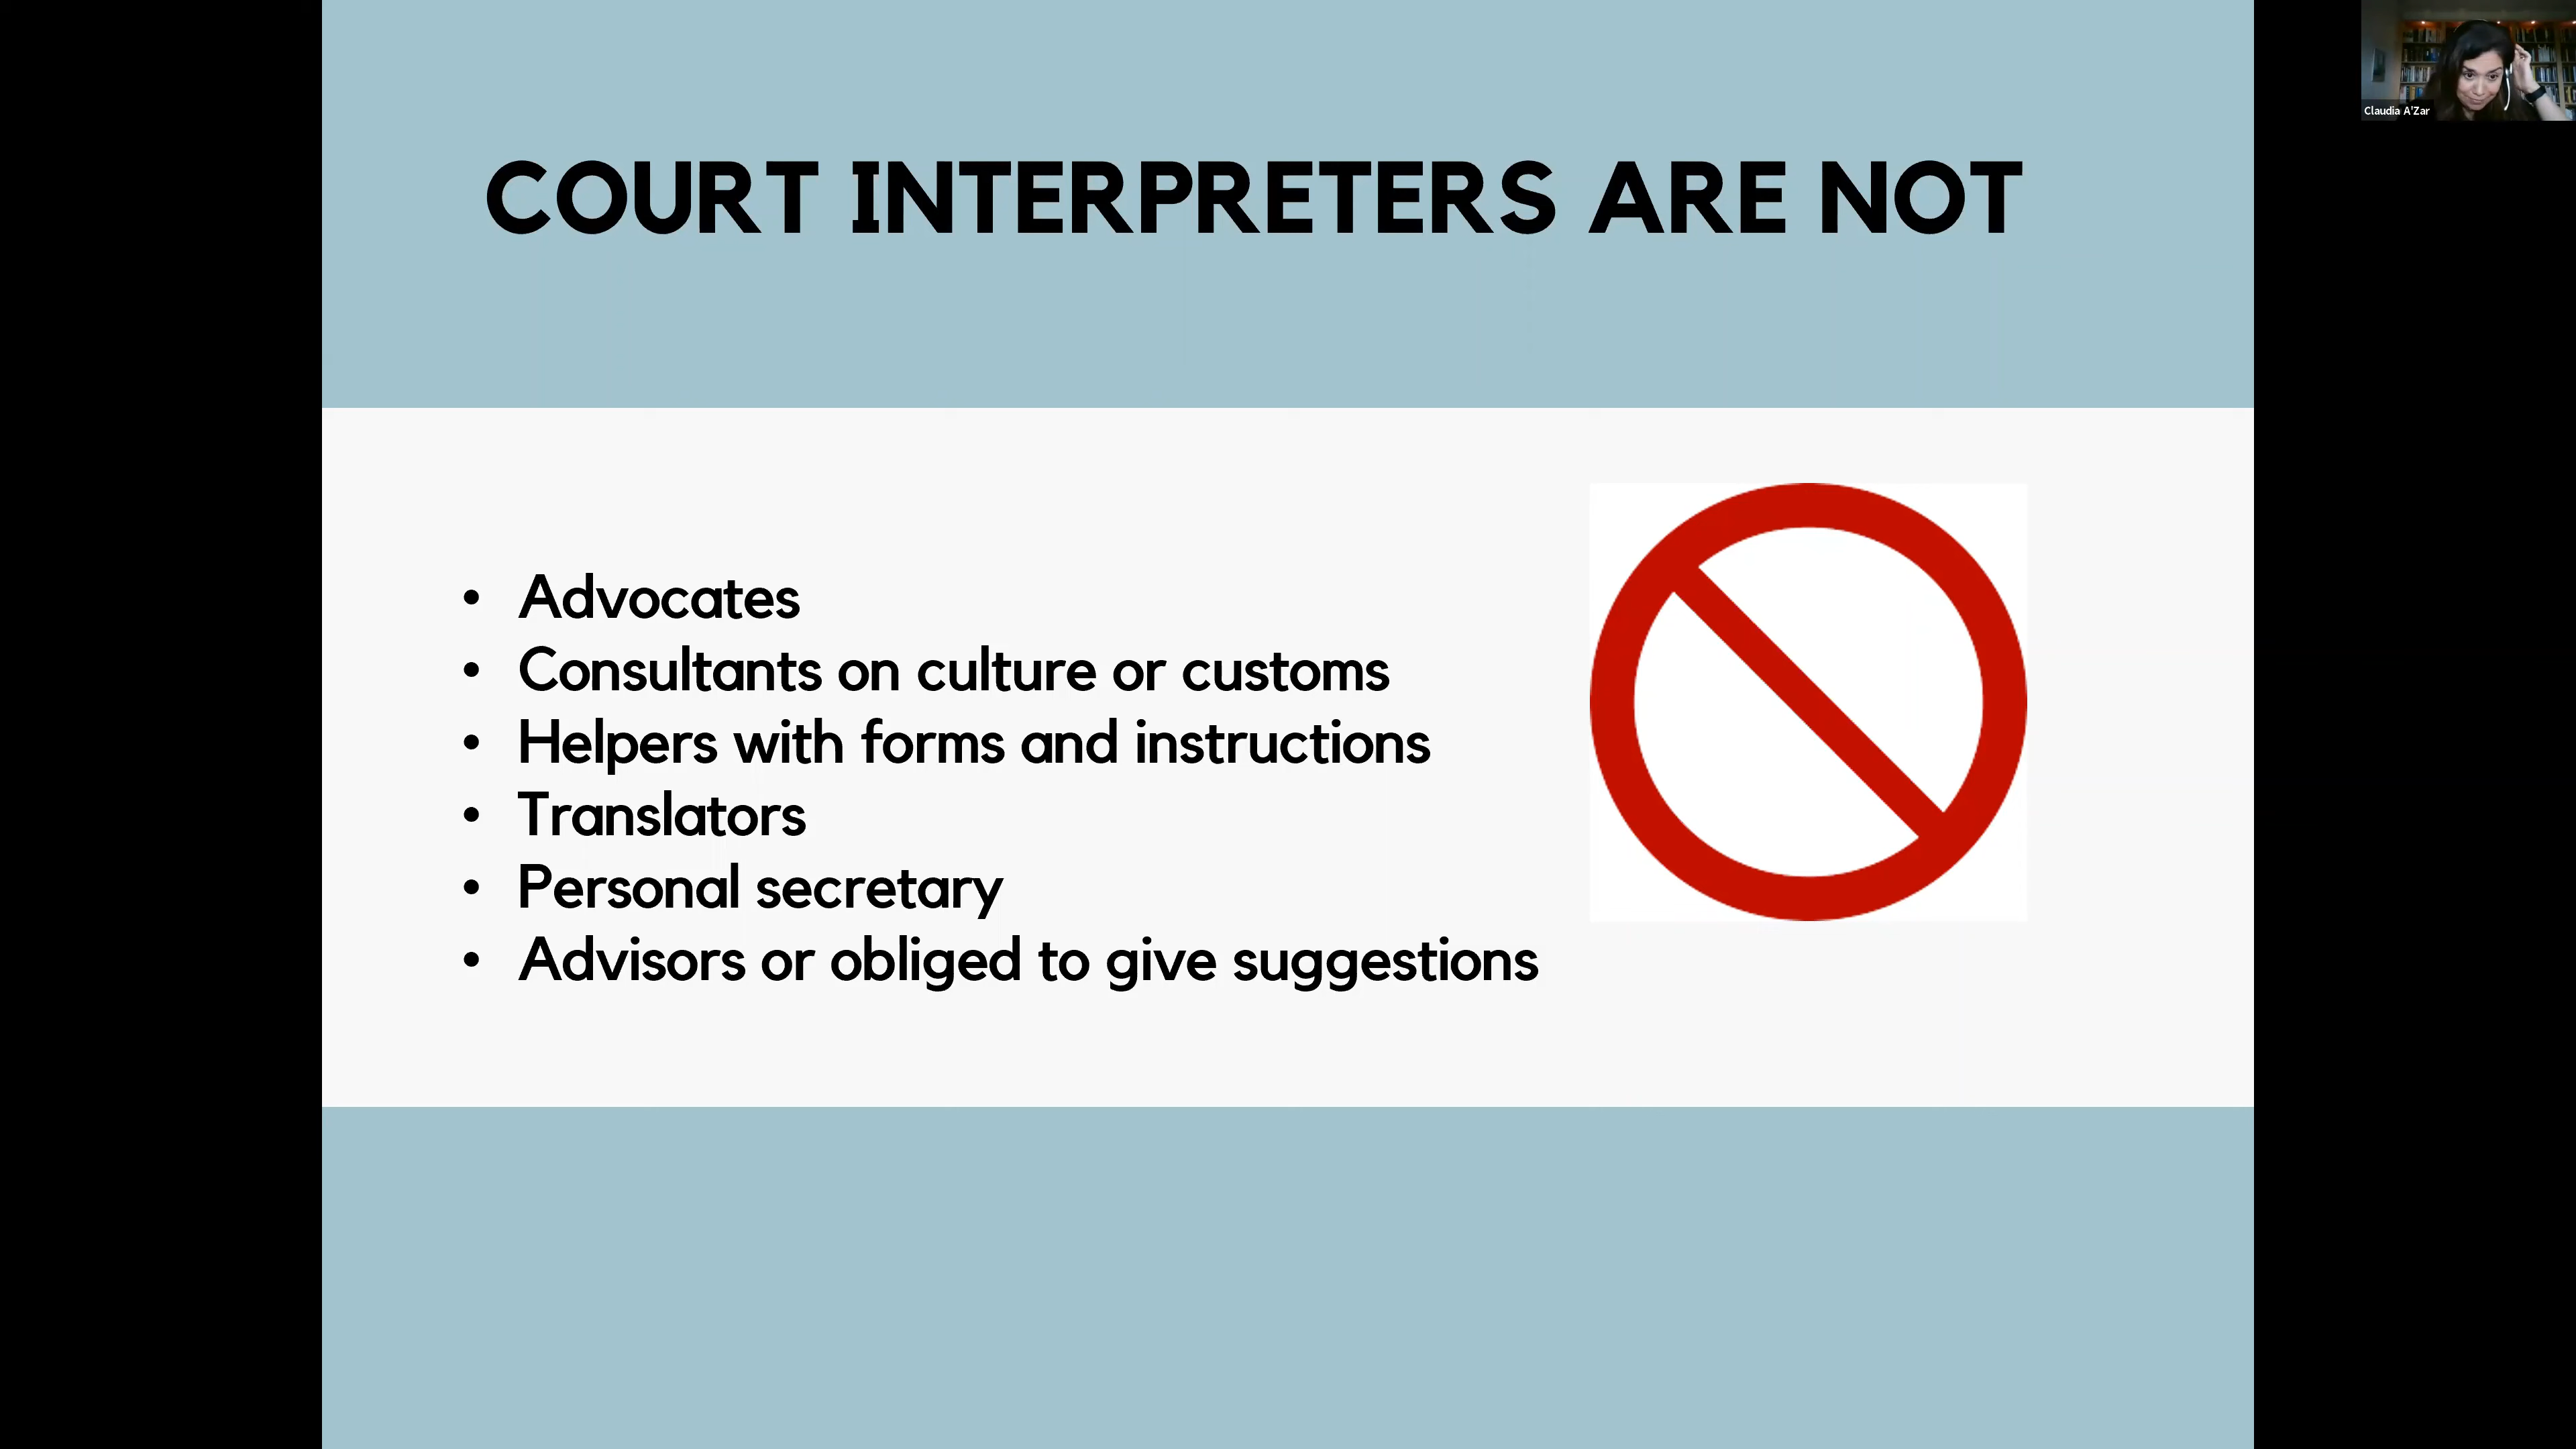 COURT INTERPRETERS ARE NOT
• Advocates
• Consultants on culture or customs
• Helpers with forms and instructions
• Translators
• Personal secretary
• Advisors or obliged to give suggestions
Claudia A'Zar